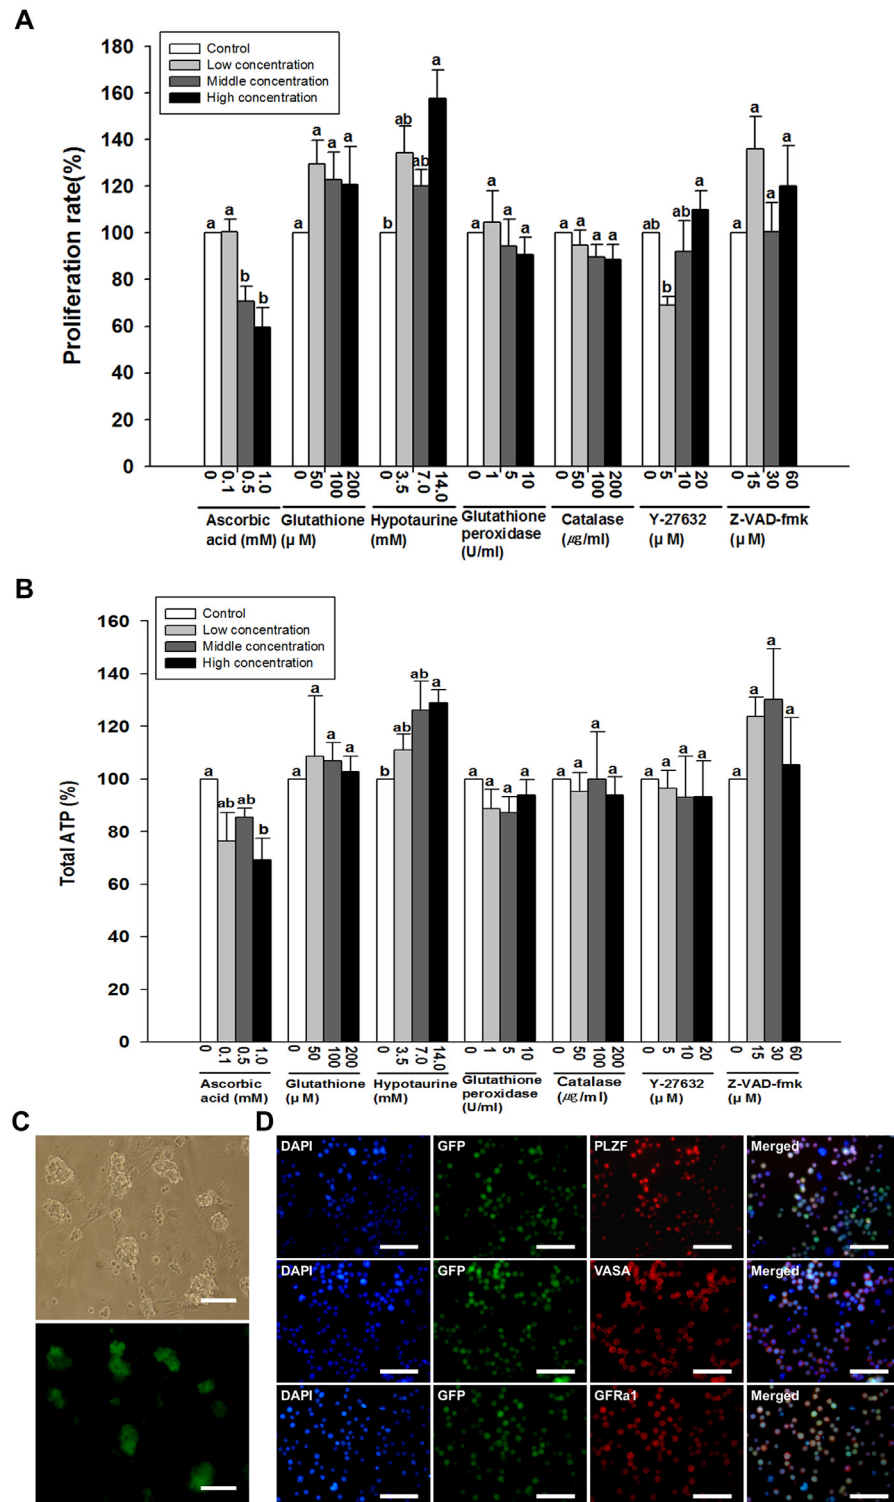 A
Proliferation rate(%)
180
160
140
120
100
80
60
40
20
0
Control
Low concentration
Middle concentration
High concentration
a a b b
a a a a
b ab ab a
a a a a
a a a a
ab b ab a
a a a a
0 0.1 0.5 1.0
0 50 100 200
0 3.5 7.0 14.0
0 1 5 10
0 50 100 200
0 5 10 20
0 15 30 60
Ascorbic
acid (mM)
Glutathione
(μ M)
Hypotaurine
(mM)
Glutathione
peroxidase
(U/ml)
Catalase
(㎍/ml)
Y-27632
(μ M)
Z-VAD-fmk
(μ M)
B
Total ATP (%)
160
140
120
100
80
60
40
20
0
Control
Low concentration
Middle concentration
High concentration
a ab ab b
a a a a
b ab ab a
a a a a
a a a a
a a a a
a a a a
0 0.1 0.5 1.0
0 50 100 200
0 3.5 7.0 14.0
0 1 5 10
0 50 100 200
0 5 10 20
0 15 30 60
Ascorbic
acid (mM)
Glutathione
(μ M)
Hypotaurine
(mM)
Glutathione
peroxidase
(U/ml)
Catalase
(㎍/ml)
Y-27632
(μ M)
Z-VAD-fmk
(μ M)
C
D
DAPI GFP PLZF Merged
DAPI GFP VASA Merged
DAPI GFP GFRa1 Merged